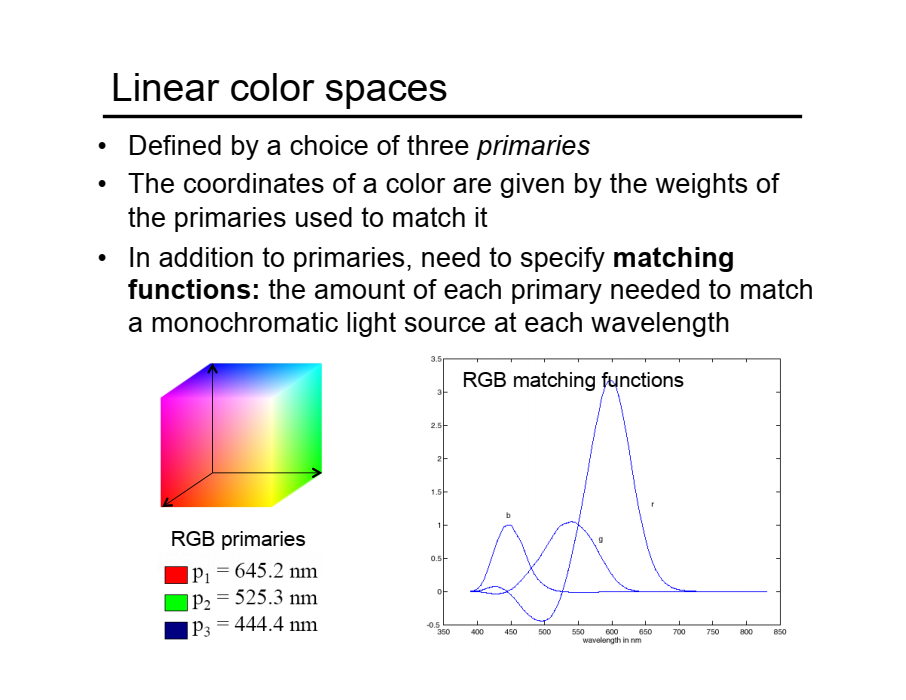 Linear color spaces
• Defined by a choice of three primaries
• The coordinates of a color are given by the weights of
the primaries used to match it
• In addition to primaries, need to specify matching
functions: the amount of each primary needed to match
a monochromatic light source at each wavelength
RGB primaries
p₁ = 645.2 nm
p₂ = 525.3 nm
p₃ = 444.4 nm
RGB matching functions
3.5
3
2.5
2
1.5
1
0.5
0
-0.5
b
g
r
350 400 450 500 550 600 650 700 750 800 850
wavelength in nm